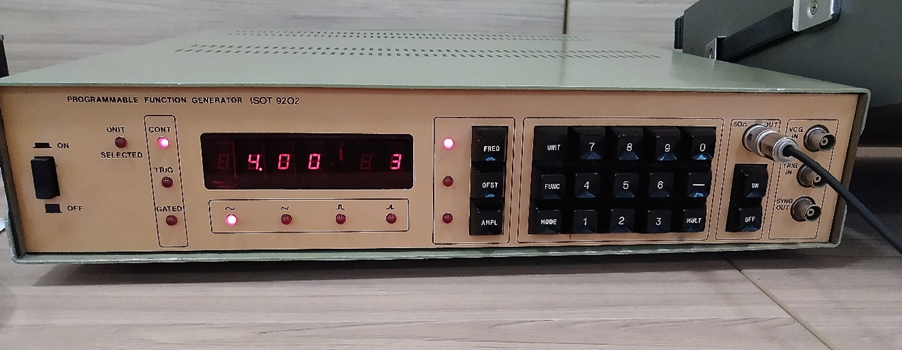 PROGRAMMABLE FUNCTION GENERATOR ISOT 9202
ON
OFF
UNIT
SELECTED
CONT
TRIG
GATED
4.00 3
FREQ
OFST
AMPL
UNIT 7 8 9 0
FUNC 4 5 6 —
MODE 1 2 3 MULT
50Ω OUT
ON
OFF
VCG
IN
TRIG
IN
SYNC
OUT